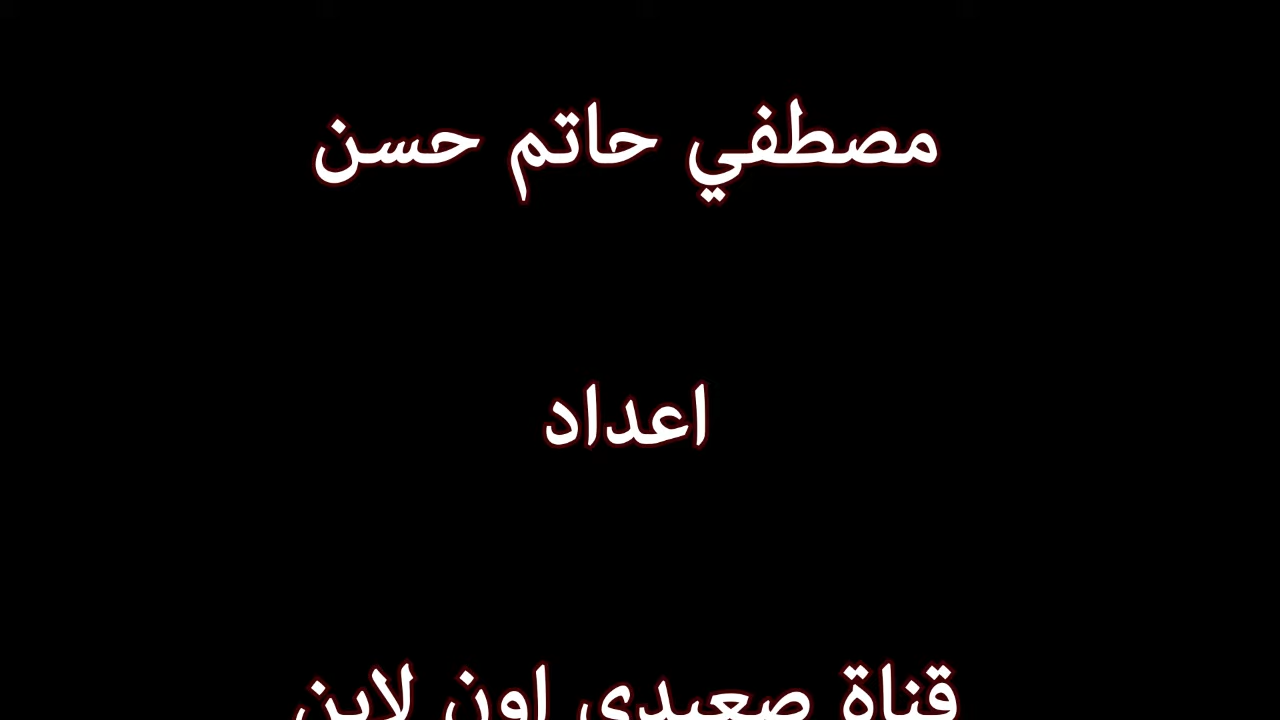 مصطفي حاتم حسن
اعداد
قناة صعيدي اون لاين